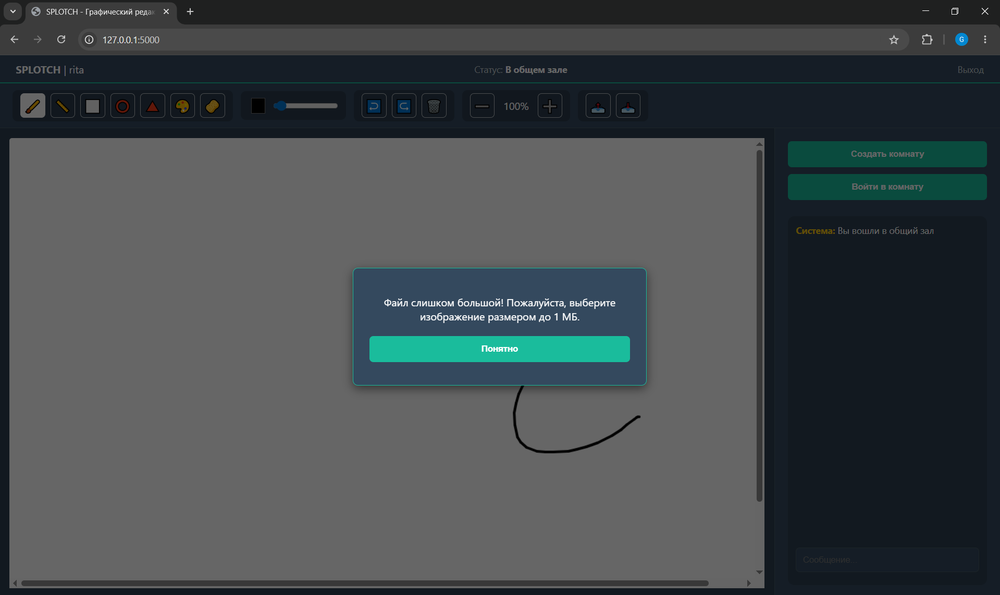 SPLOTCH - Графический редак
127.0.0.1:5000
G
SPLOTCH | rita
Статус: В общем зале
Выход
100%
Создать комнату
Войти в комнату
Система: Вы вошли в общий зал
Файл слишком большой! Пожалуйста, выберите
изображение размером до 1 МБ.
Понятно
Сообщение...